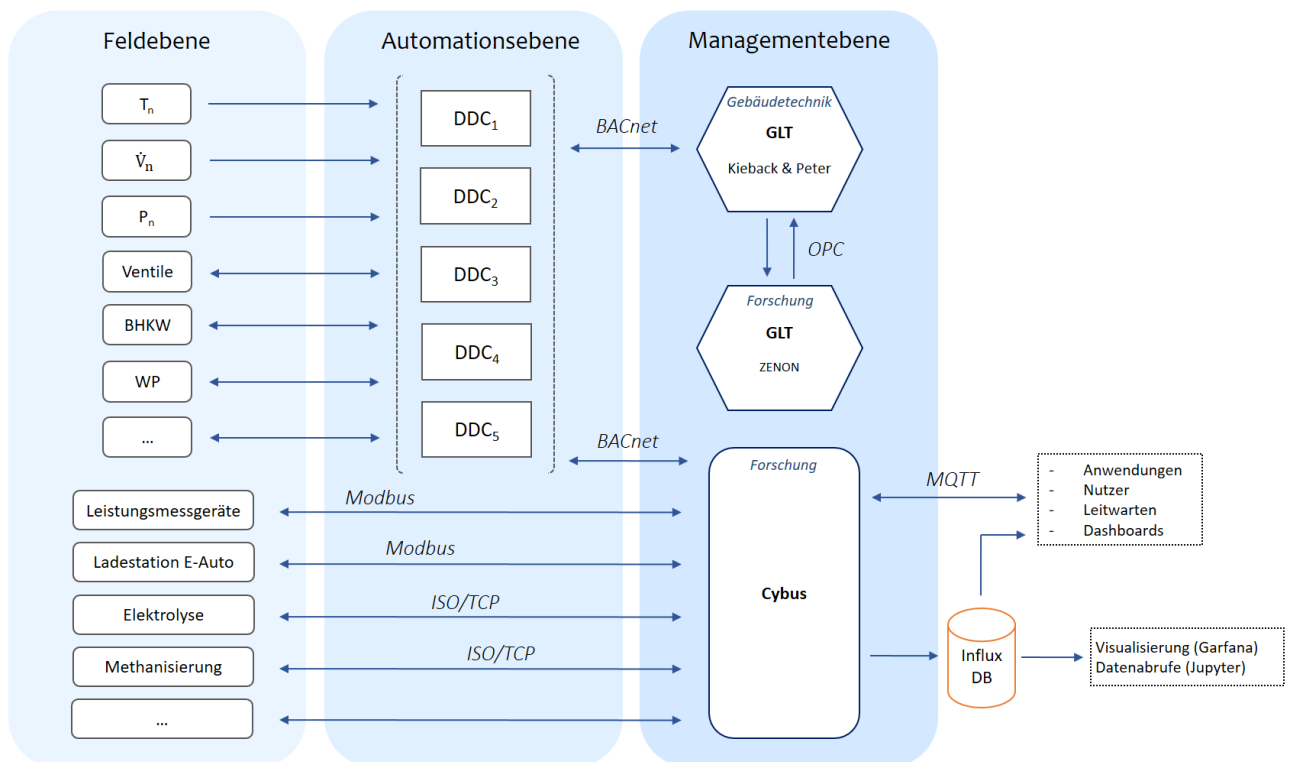 Feldebene
Automationsebene
Managementebene
Tₙ
V̇ₙ
Pₙ
Ventile
BHKW
WP
...
Leistungsmessgeräte
Ladestation E-Auto
Elektrolyse
Methanisierung
...
DDC₁
DDC₂
DDC₃
DDC₄
DDC₅
BACnet
BACnet
Modbus
Modbus
ISO/TCP
ISO/TCP
Gebäudetechnik
GLT
Kieback & Peter
OPC
Forschung
GLT
ZENON
Forschung
Cybus
MQTT
- Anwendungen
- Nutzer
- Leitwarten
- Dashboards
Influx
DB
Visualisierung (Garfana)
Datenabrufe (Jupyter)